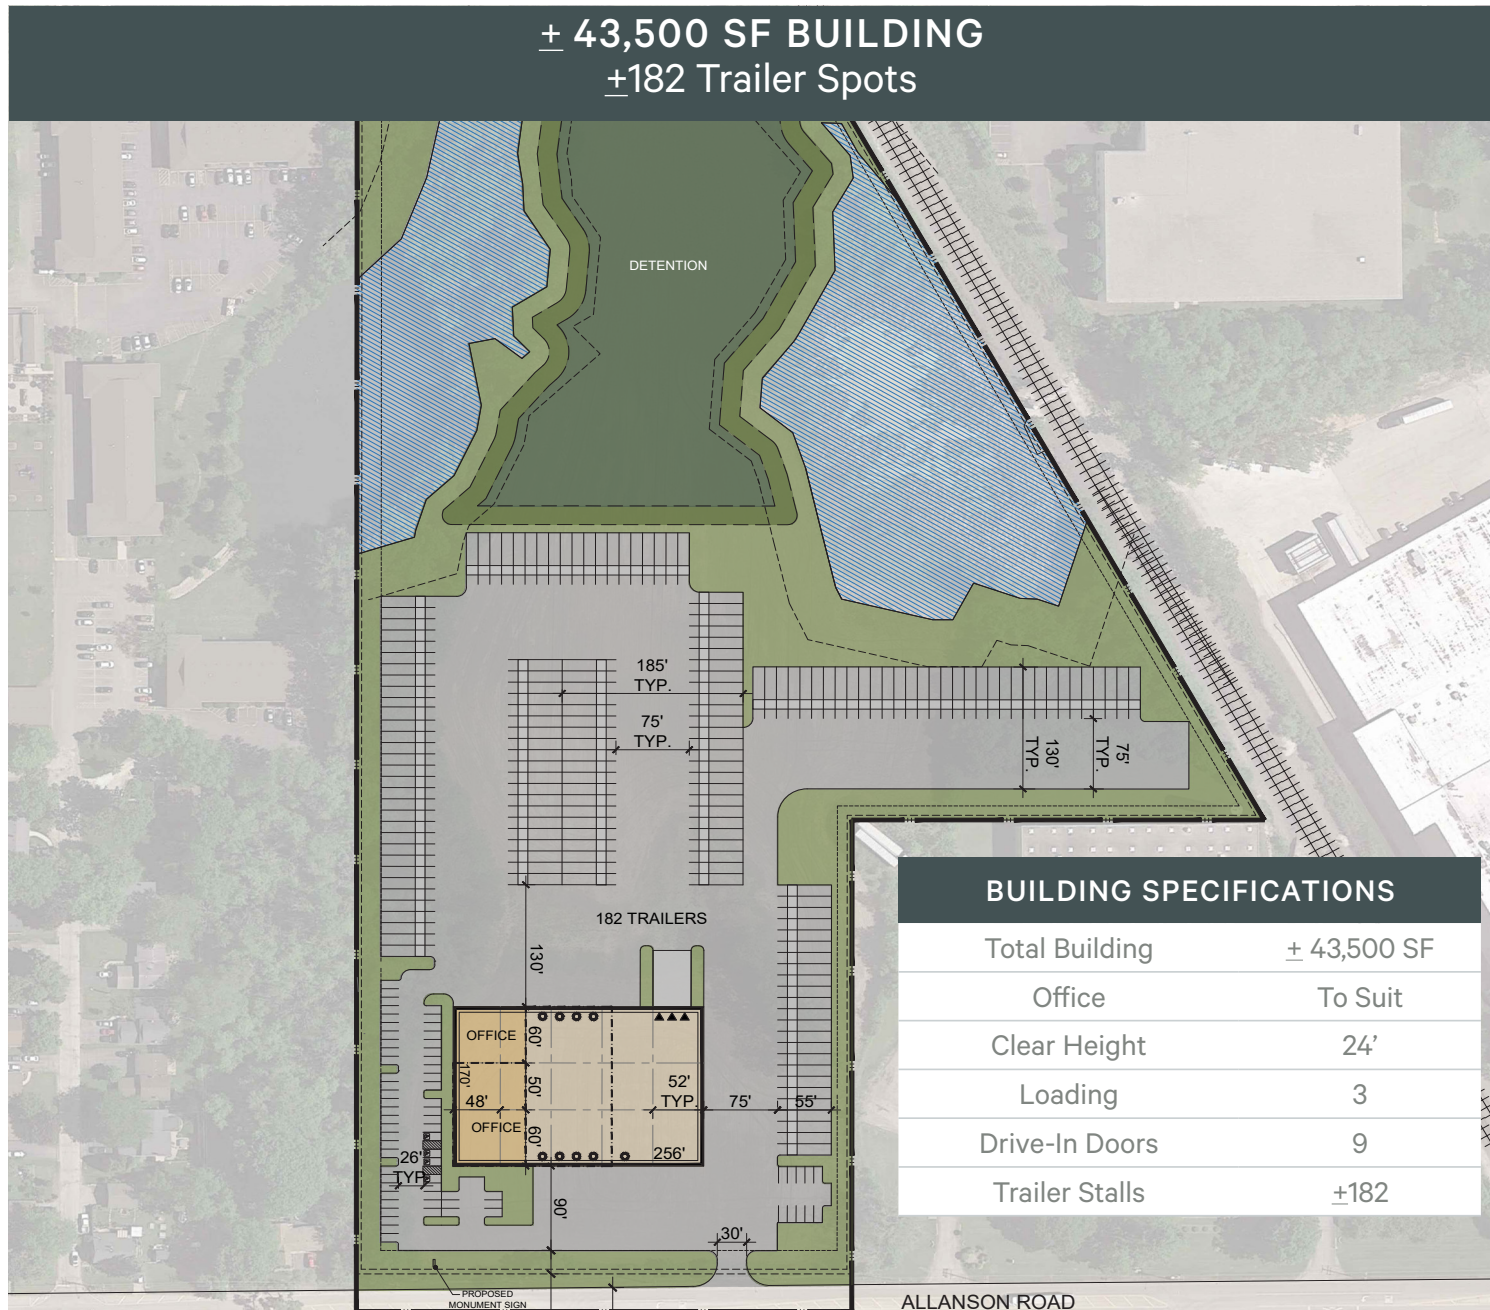 ± 43,500 SF BUILDING
±182 Trailer Spots
DETENTION
185'
TYP.
75'
TYP.
130'
TYP.
75'
TYP.
182 TRAILERS
130'
OFFICE
60'
170'
50'
52'
TYP.
48'
75'
55'
OFFICE
60'
256'
26'
TYP.
90'
30'
PROPOSED
MONUMENT SIGN
ALLANSON ROAD
BUILDING SPECIFICATIONS
Total Building ± 43,500 SF
Office To Suit
Clear Height 24’
Loading 3
Drive-In Doors 9
Trailer Stalls ±182